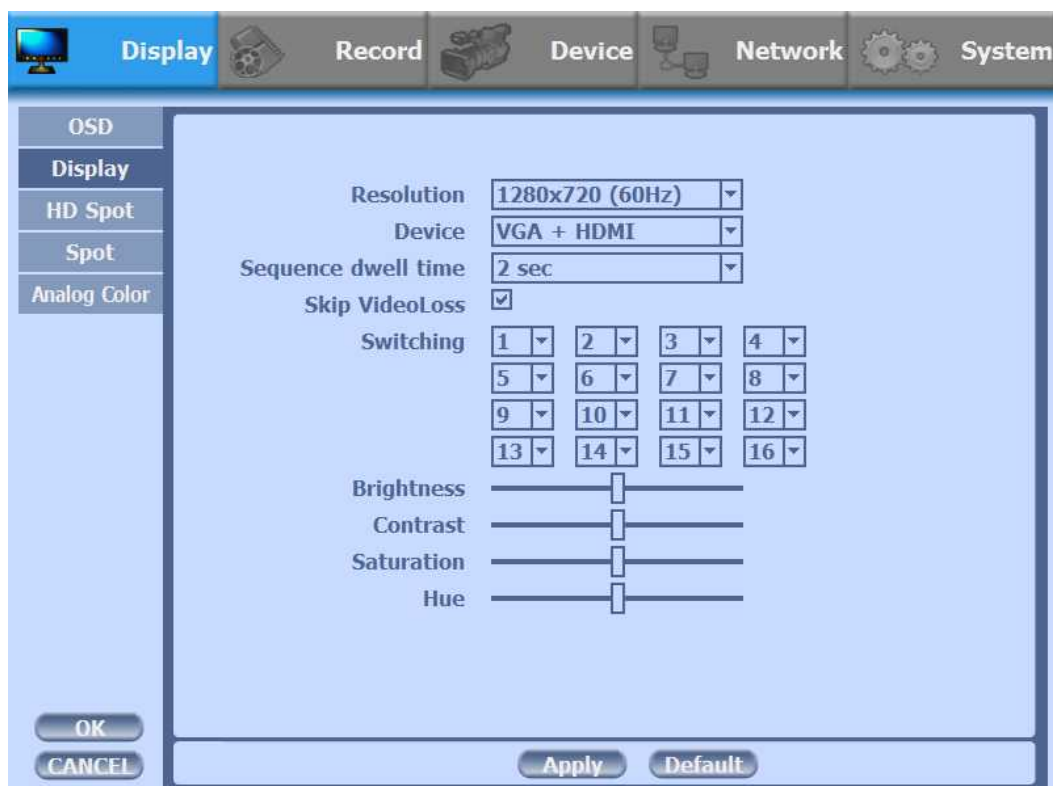 Display Record Device Network System
OSD
Display
HD Spot
Spot
Analog Color
Resolution 1280x720 (60Hz)
Device VGA + HDMI
Sequence dwell time 2 sec
Skip VideoLoss
Switching 1 2 3 4
5 6 7 8
9 10 11 12
13 14 15 16
Brightness
Contrast
Saturation
Hue
OK
CANCEL
Apply Default